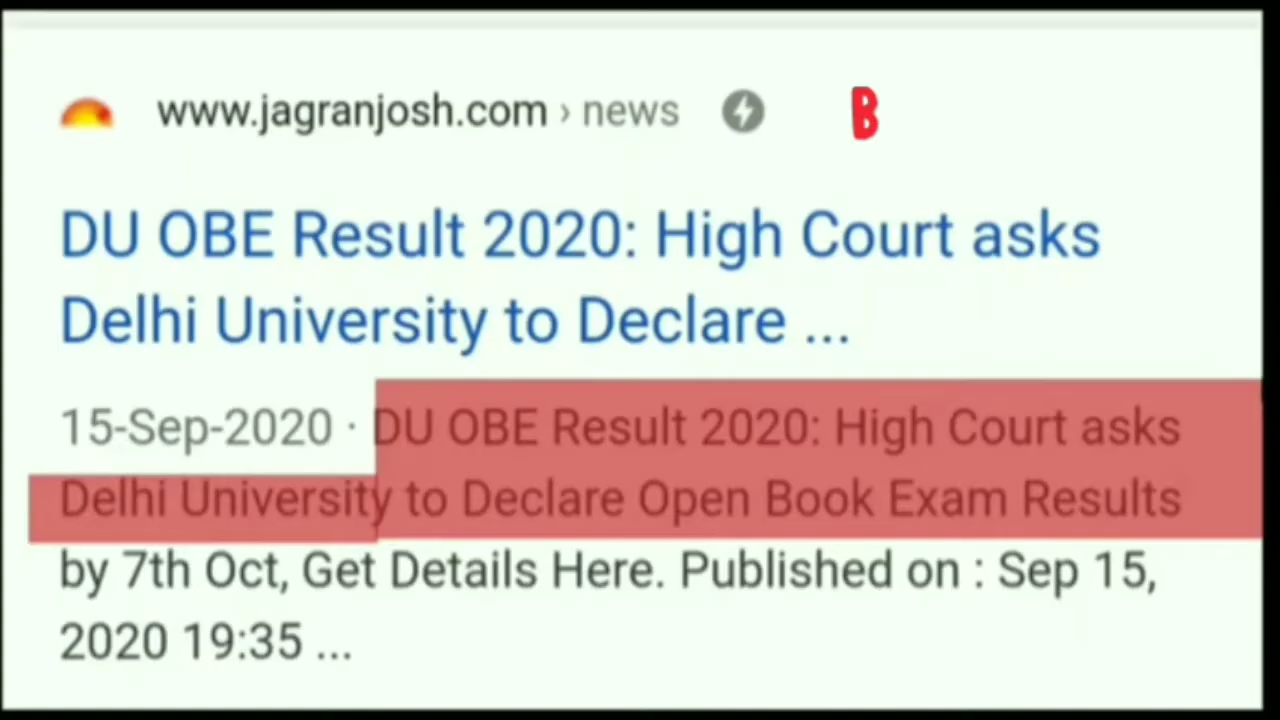 www.jagranjosh.com › news B
DU OBE Result 2020: High Court asks
Delhi University to Declare ...
15-Sep-2020 · DU OBE Result 2020: High Court asks
Delhi University to Declare Open Book Exam Results
by 7th Oct, Get Details Here. Published on : Sep 15,
2020 19:35 ...